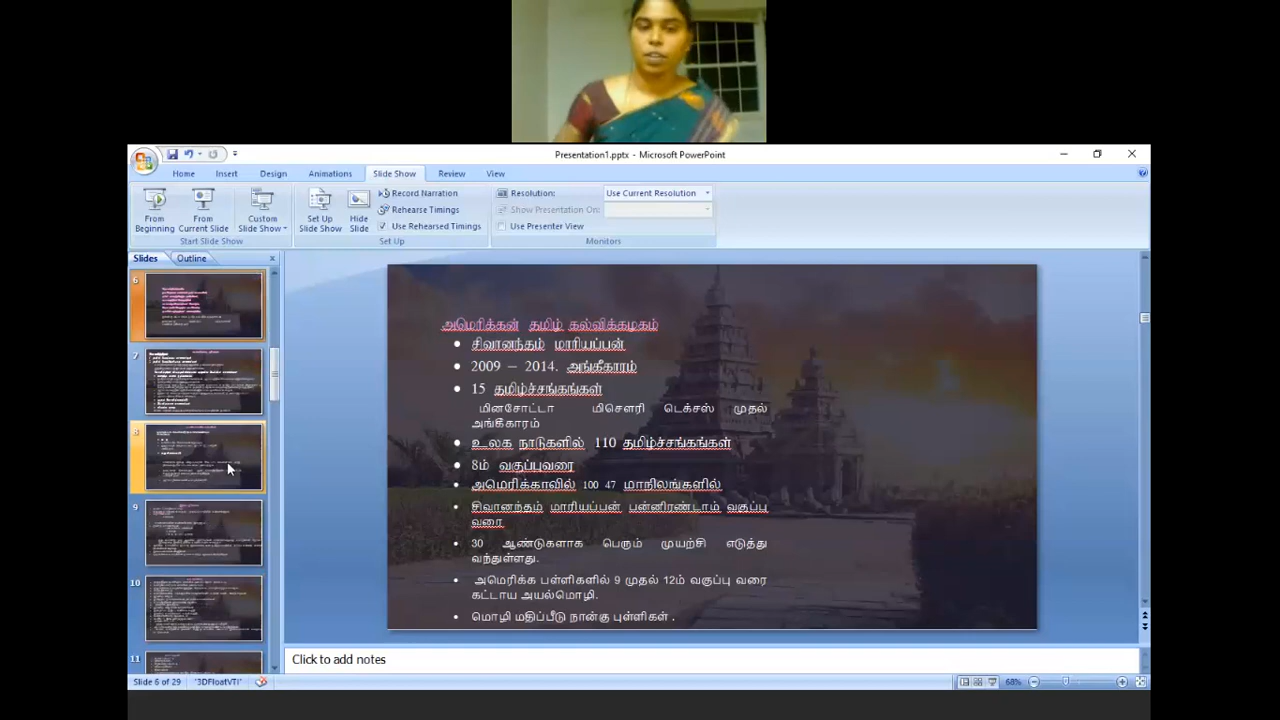 Presentation1.pptx - Microsoft PowerPoint
Home Insert Design Animations Slide Show Review View
From Beginning
From Current Slide
Custom Slide Show
Set Up Slide Show
Hide Slide
Record Narration
Rehearse Timings
Use Rehearsed Timings
Resolution: Use Current Resolution
Show Presentation On:
Use Presenter View
Start Slide Show Set Up Monitors
Slides Outline
6
7
8
9
10
11
அமெரிக்கன் தமிழ் கல்விக்கழகம்
• சிவானந்தம் மாரியப்பன்
• 2009 – 2014. அங்கீகாரம்
• 15 தமிழ்ச்சங்கங்கள்
மினசோட்டா மிசௌரி டெக்சஸ் முதல்
அங்கீகாரம்
• உலக நாடுகளில் 110 தமிழ்ச்சங்கங்கள்
• 8ம் வகுப்புவரை
• அமெரிக்காவில் 100 47 மாநிலங்களில்
• சிவானந்தம் மாரியப்பன் பன்னிரண்டாம் வகுப்பு
வரை
• 30 ஆண்டுகளாக பெரும் முயற்சி எடுத்து
வந்துள்ளது.
• அமெரிக்க பள்ளிகளில் 9 முதல் 12ம் வகுப்பு வரை
கட்டாய அயல்மொழி.
• மொழி மதிப்பீடு நான்கு புள்ளிகள் .
Click to add notes
Slide 6 of 29 "3DFloatVTI" 68%